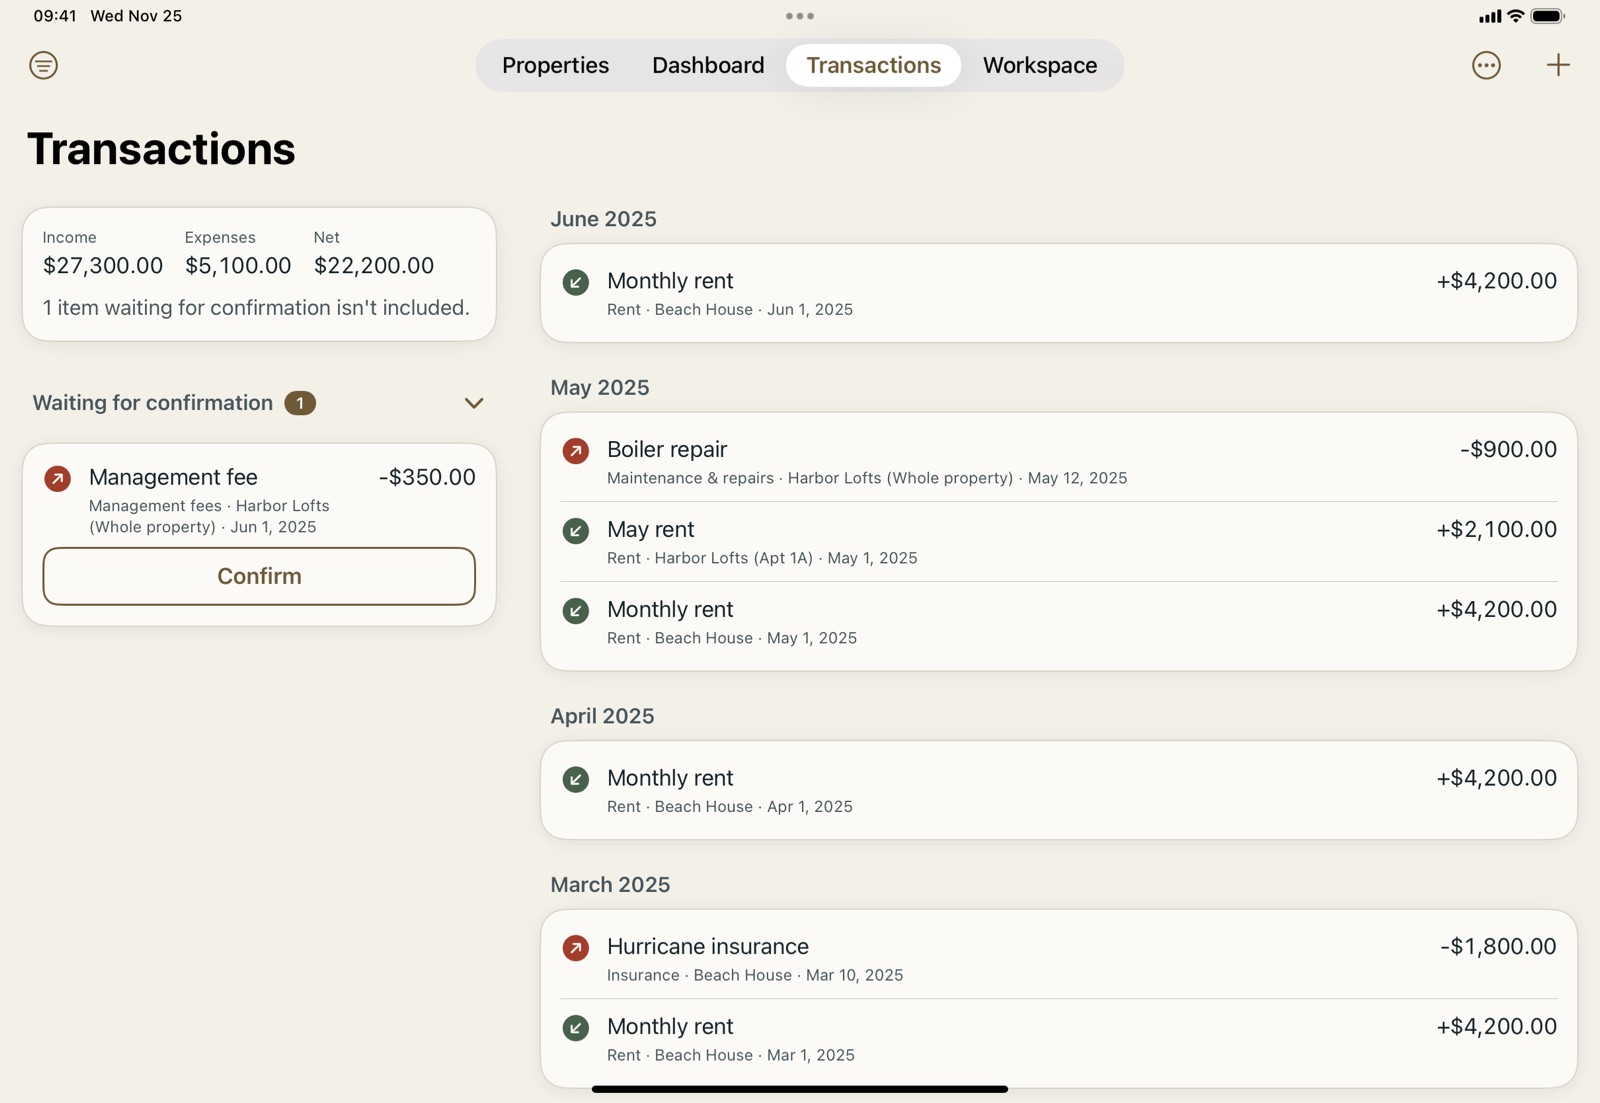 09:41 Wed Nov 25
Properties Dashboard Transactions Workspace
Transactions
Income Expenses Net
$27,300.00 $5,100.00 $22,200.00
1 item waiting for confirmation isn't included.
Waiting for confirmation 1
Management fee -$350.00
Management fees · Harbor Lofts
(Whole property) · Jun 1, 2025
Confirm
June 2025
Monthly rent +$4,200.00
Rent · Beach House · Jun 1, 2025
May 2025
Boiler repair -$900.00
Maintenance & repairs · Harbor Lofts (Whole property) · May 12, 2025
May rent +$2,100.00
Rent · Harbor Lofts (Apt 1A) · May 1, 2025
Monthly rent +$4,200.00
Rent · Beach House · May 1, 2025
April 2025
Monthly rent +$4,200.00
Rent · Beach House · Apr 1, 2025
March 2025
Hurricane insurance -$1,800.00
Insurance · Beach House · Mar 10, 2025
Monthly rent +$4,200.00
Rent · Beach House · Mar 1, 2025